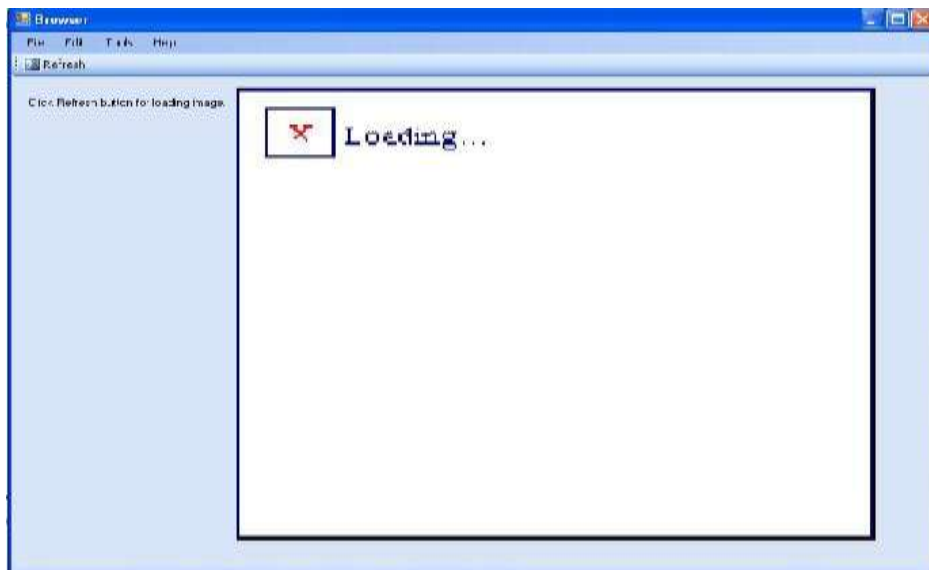 Browser
File Edit Tools Help
Refresh
Click Refresh button for loading image.
Loading...